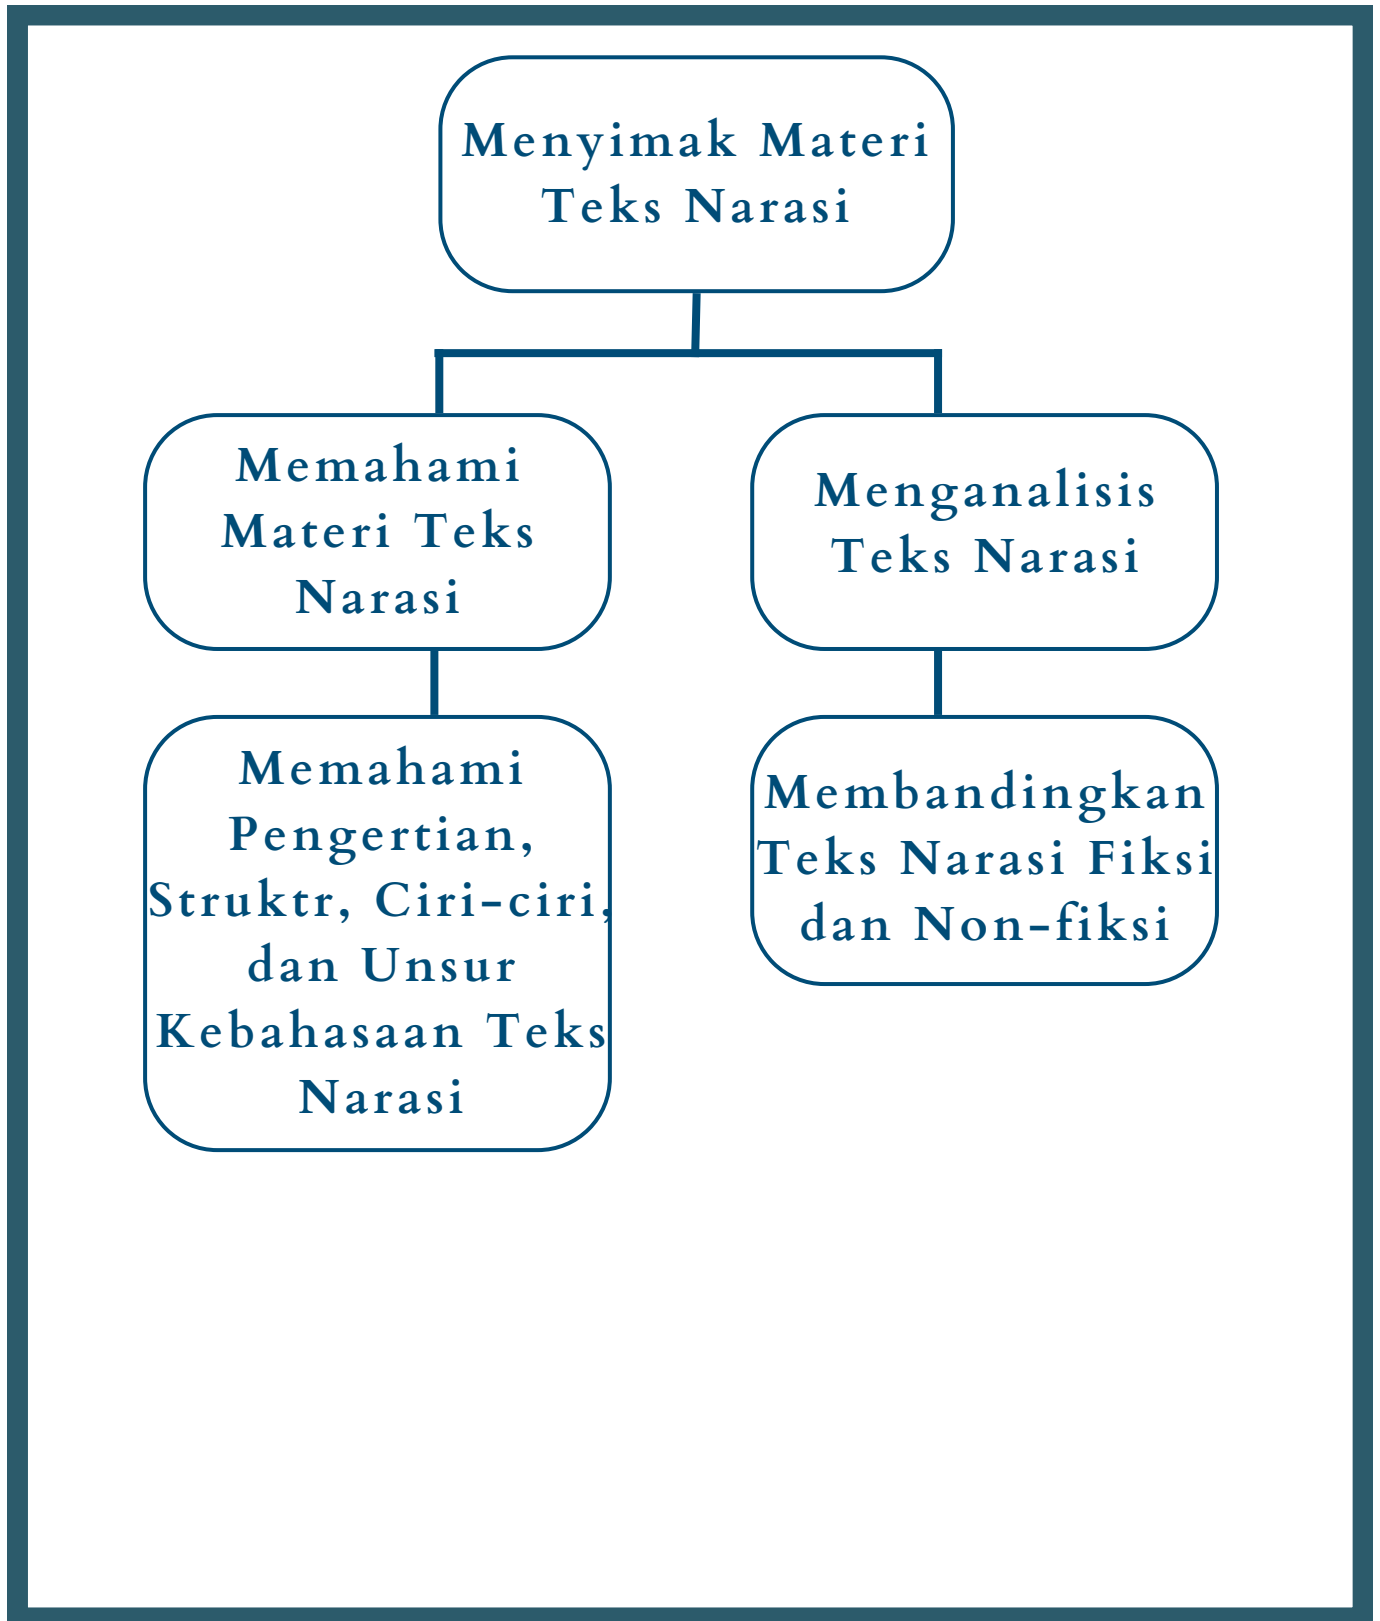 Menyimak Materi
Teks Narasi
Memahami
Materi Teks
Narasi
Menganalisis
Teks Narasi
Memahami
Pengertian,
Struktr, Ciri-ciri,
dan Unsur
Kebahasaan Teks
Narasi
Membandingkan
Teks Narasi Fiksi
dan Non-fiksi